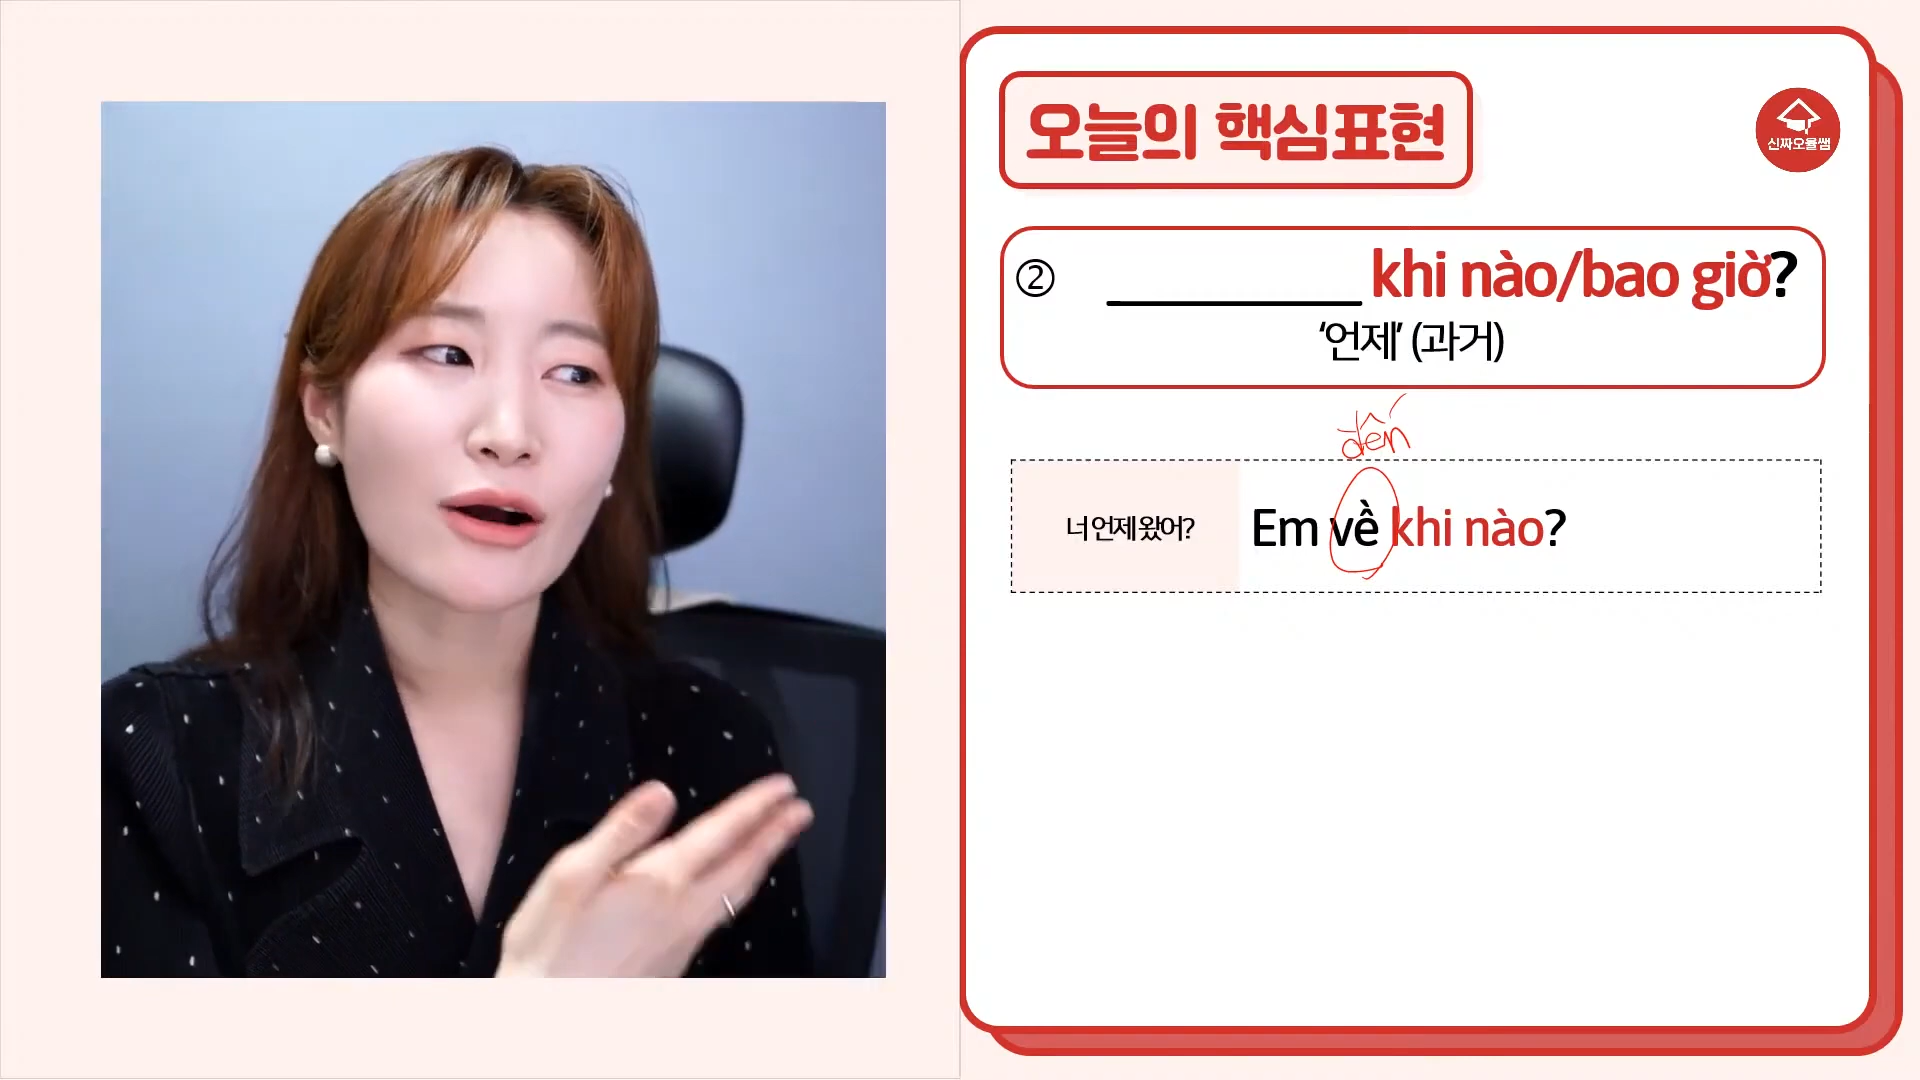 오늘의 핵심표현
신짜오율쌤
② __________ khi nào/bao giờ?
‘언제’ (과거)
đến
너 언제 왔어?
Em về khi nào?